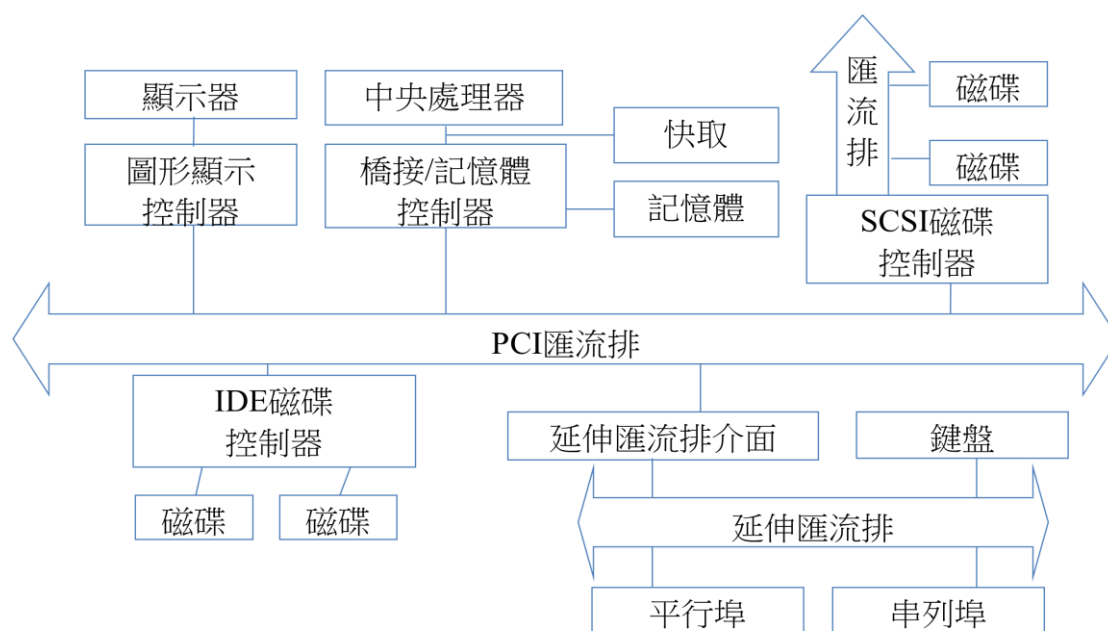 顯示器
中央處理器
匯
流
排
磁碟
快取
磁碟
圖形顯示
控制器
橋接/記憶體
控制器
記憶體
SCSI磁碟
控制器
PCI匯流排
IDE磁碟
控制器
延伸匯流排介面
鍵盤
磁碟
磁碟
延伸匯流排
平行埠
串列埠